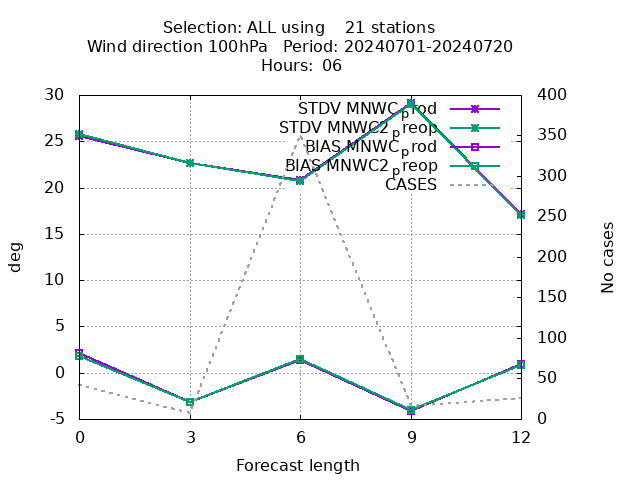 Selection: ALL using 21 stations
Wind direction 100hPa Period: 20240701-20240720
Hours: 06
30
25
20
15
10
5
0
-5
400
350
300
250
200
150
100
50
0
STDV MNWC_prod
STDV MNWC2_preop
BIAS MNWC_prod
BIAS MNWC2_preop
CASES
deg
No cases
0 3 6 9 12
Forecast length